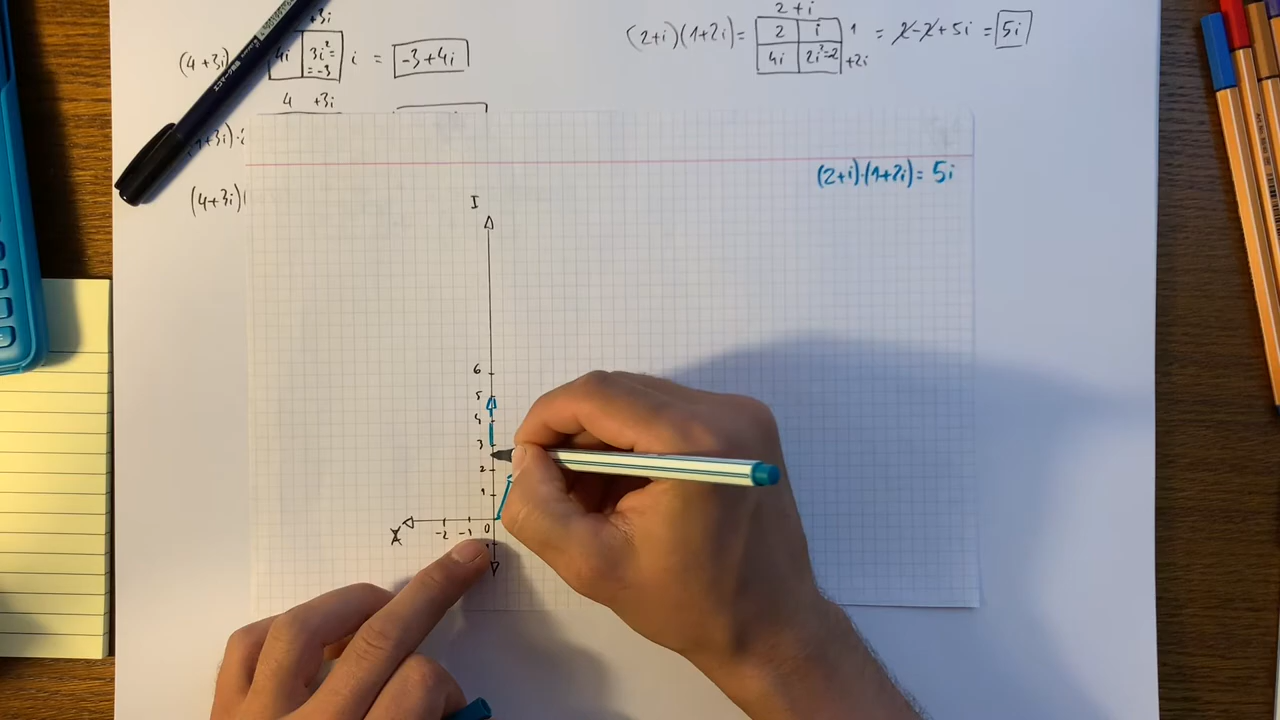 +3i
(4+3i)
4i 3i²= =-3 i = -3+4i
4 +3i
(4+3i)
2+i
(2+i)(1+2i)= 2 i 1 = 2-2+5i = 5i
4i 2i²=-2 +2i
(2+i)·(1+2i)= 5i
I
6
5
4
3
2
1
-2 -1 0